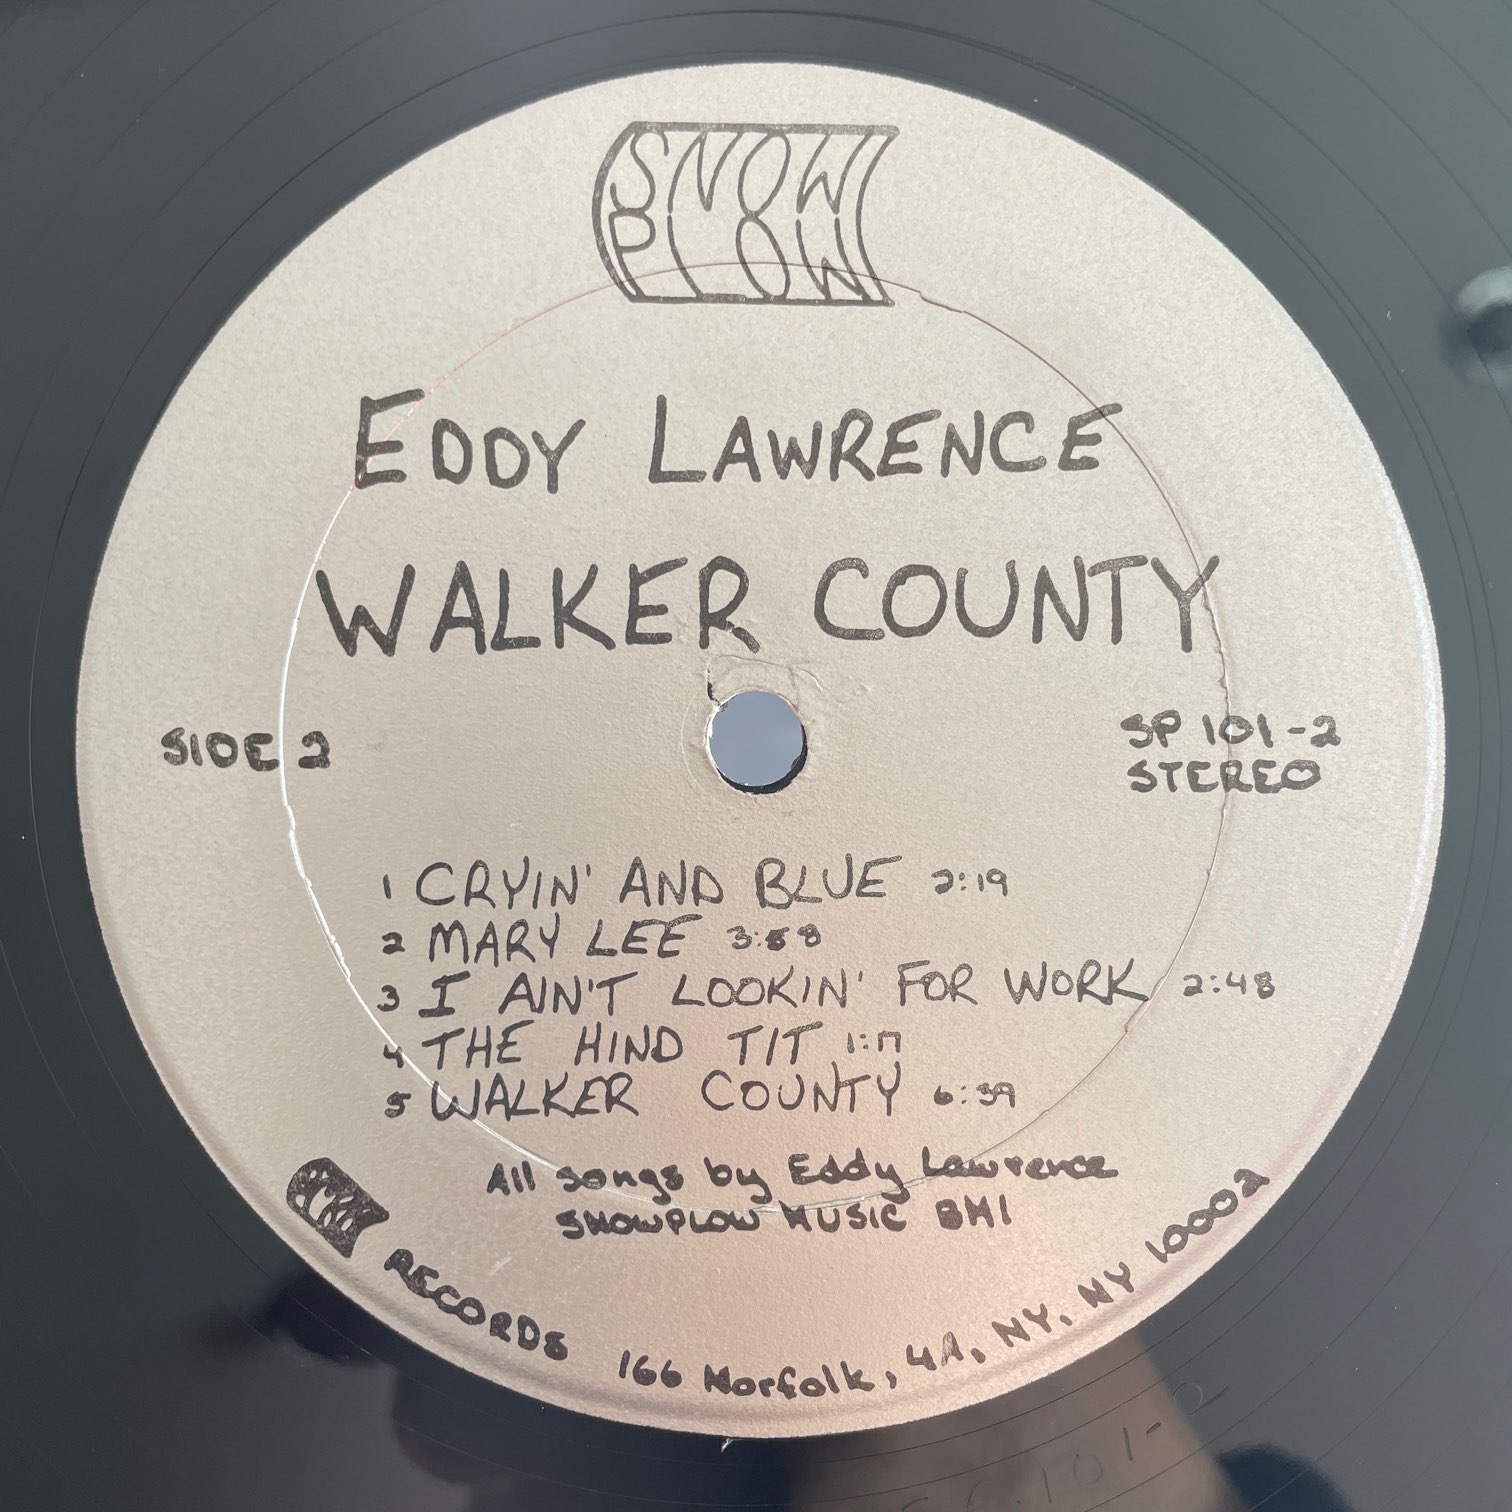 SNOW
PLOW
EDDY LAWRENCE
WALKER COUNTY
SIDE 2
SP 101-2
STEREO
1 CRYIN' AND BLUE 2:19
2 MARY LEE 3:58
3 I AIN'T LOOKIN' FOR WORK 2:48
4 THE HIND TIT 1:17
5 WALKER COUNTY 6:39
All songs by Eddy Lawrence
SNOWPLOW MUSIC BMI
RECORDS 166 Norfolk, 4A, NY, NY 10002